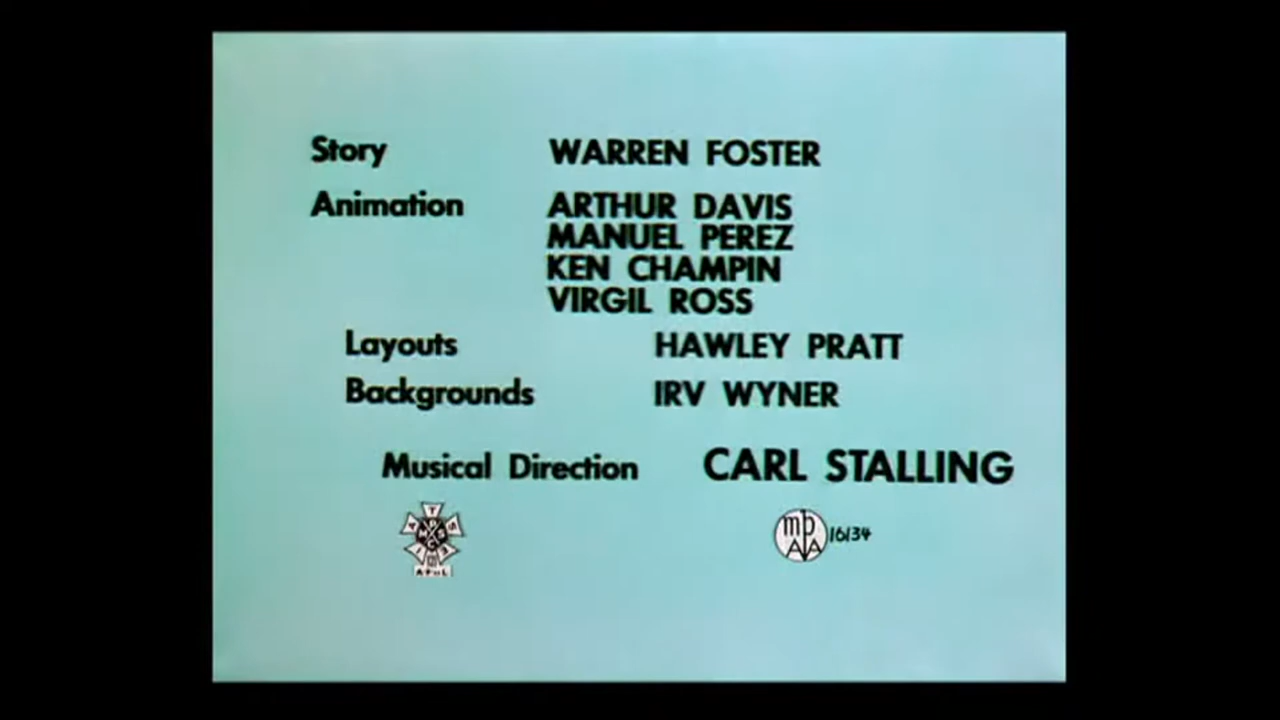 Story WARREN FOSTER
Animation ARTHUR DAVIS
MANUEL PEREZ
KEN CHAMPIN
VIRGIL ROSS
Layouts HAWLEY PRATT
Backgrounds IRV WYNER
Musical Direction CARL STALLING
mpAA 16134